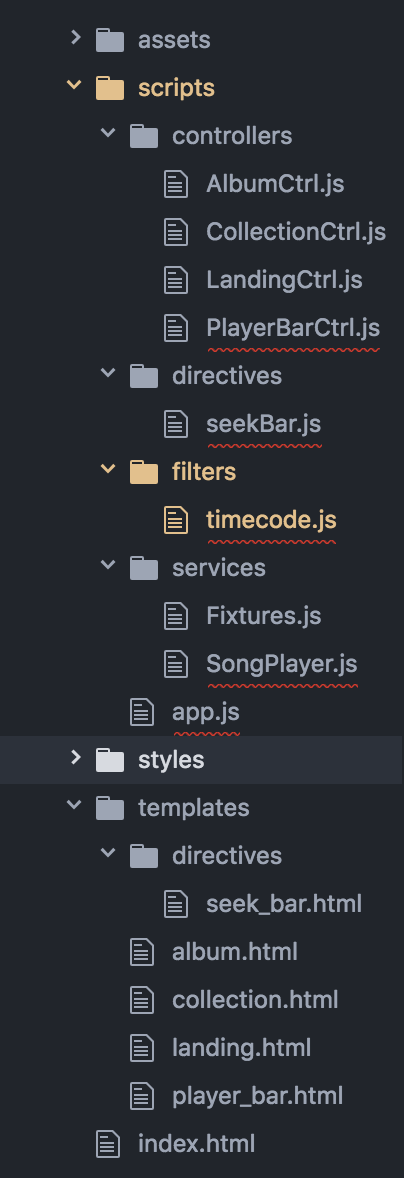 assets
scripts
controllers
AlbumCtrl.js
CollectionCtrl.js
LandingCtrl.js
PlayerBarCtrl.js
directives
seekBar.js
filters
timecode.js
services
Fixtures.js
SongPlayer.js
app.js
styles
templates
directives
seek_bar.html
album.html
collection.html
landing.html
player_bar.html
index.html